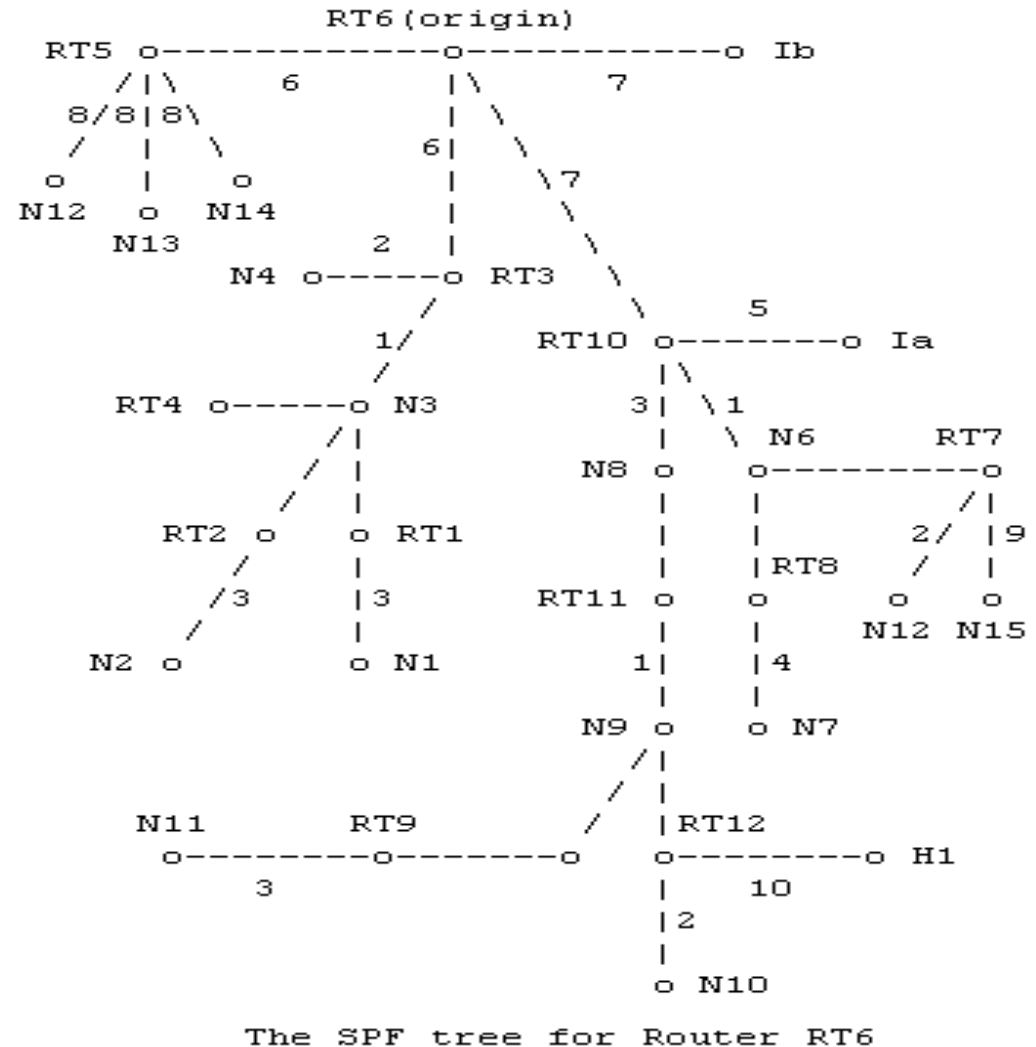 RT6(origin)
RT5 o------------o-----------o Ib
/|\ 6 |\ 7
8/8|8\ | \
/ | \ 6| \
o | o | \7
N12 o N14 | \
N13 2 | \
N4 o-----o RT3 \
/ \ 5
1/ RT10 o-------o Ia
/ |\
RT4 o-----o N3 3| \1
/| | \ N6 RT7
/ | N8 o o---------o
/ | | | /|
RT2 o o RT1 | | 2/ |9
/ | | |RT8 / |
/3 |3 RT11 o o o o
/ | | | N12 N15
N2 o o N1 1| |4
| |
N9 o o N7
/|
/ |
N11 RT9 / |RT12
o--------o-------o o--------o H1
3 | 10
|2
|
o N10
The SPF tree for Router RT6